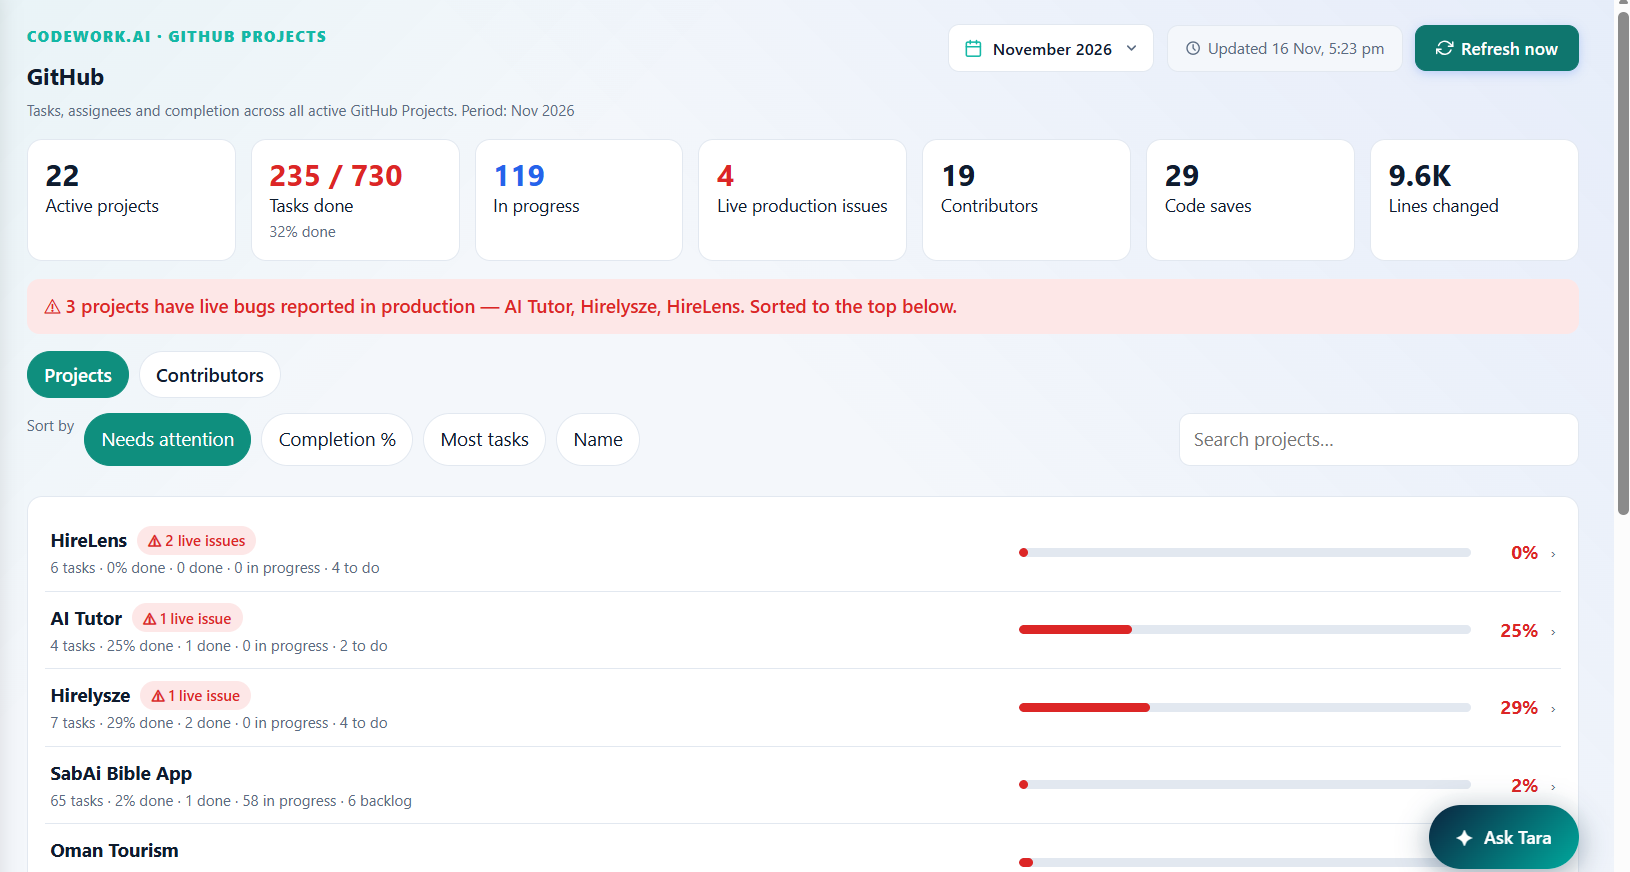 CODEWORK.AI · GITHUB PROJECTS
GitHub
Tasks, assignees and completion across all active GitHub Projects. Period: Nov 2026
November 2026
Updated 16 Nov, 5:23 pm
Refresh now
22
Active projects
235 / 730
Tasks done
32% done
119
In progress
4
Live production issues
19
Contributors
29
Code saves
9.6K
Lines changed
⚠ 3 projects have live bugs reported in production — AI Tutor, Hirelysze, HireLens. Sorted to the top below.
Projects
Contributors
Sort by
Needs attention
Completion %
Most tasks
Name
Search projects...
HireLens
⚠ 2 live issues
6 tasks · 0% done · 0 done · 0 in progress · 4 to do
0% ›
AI Tutor
⚠ 1 live issue
4 tasks · 25% done · 1 done · 0 in progress · 2 to do
25% ›
Hirelysze
⚠ 1 live issue
7 tasks · 29% done · 2 done · 0 in progress · 4 to do
29% ›
SabAi Bible App
65 tasks · 2% done · 1 done · 58 in progress · 6 backlog
2% ›
Oman Tourism
Ask Tara